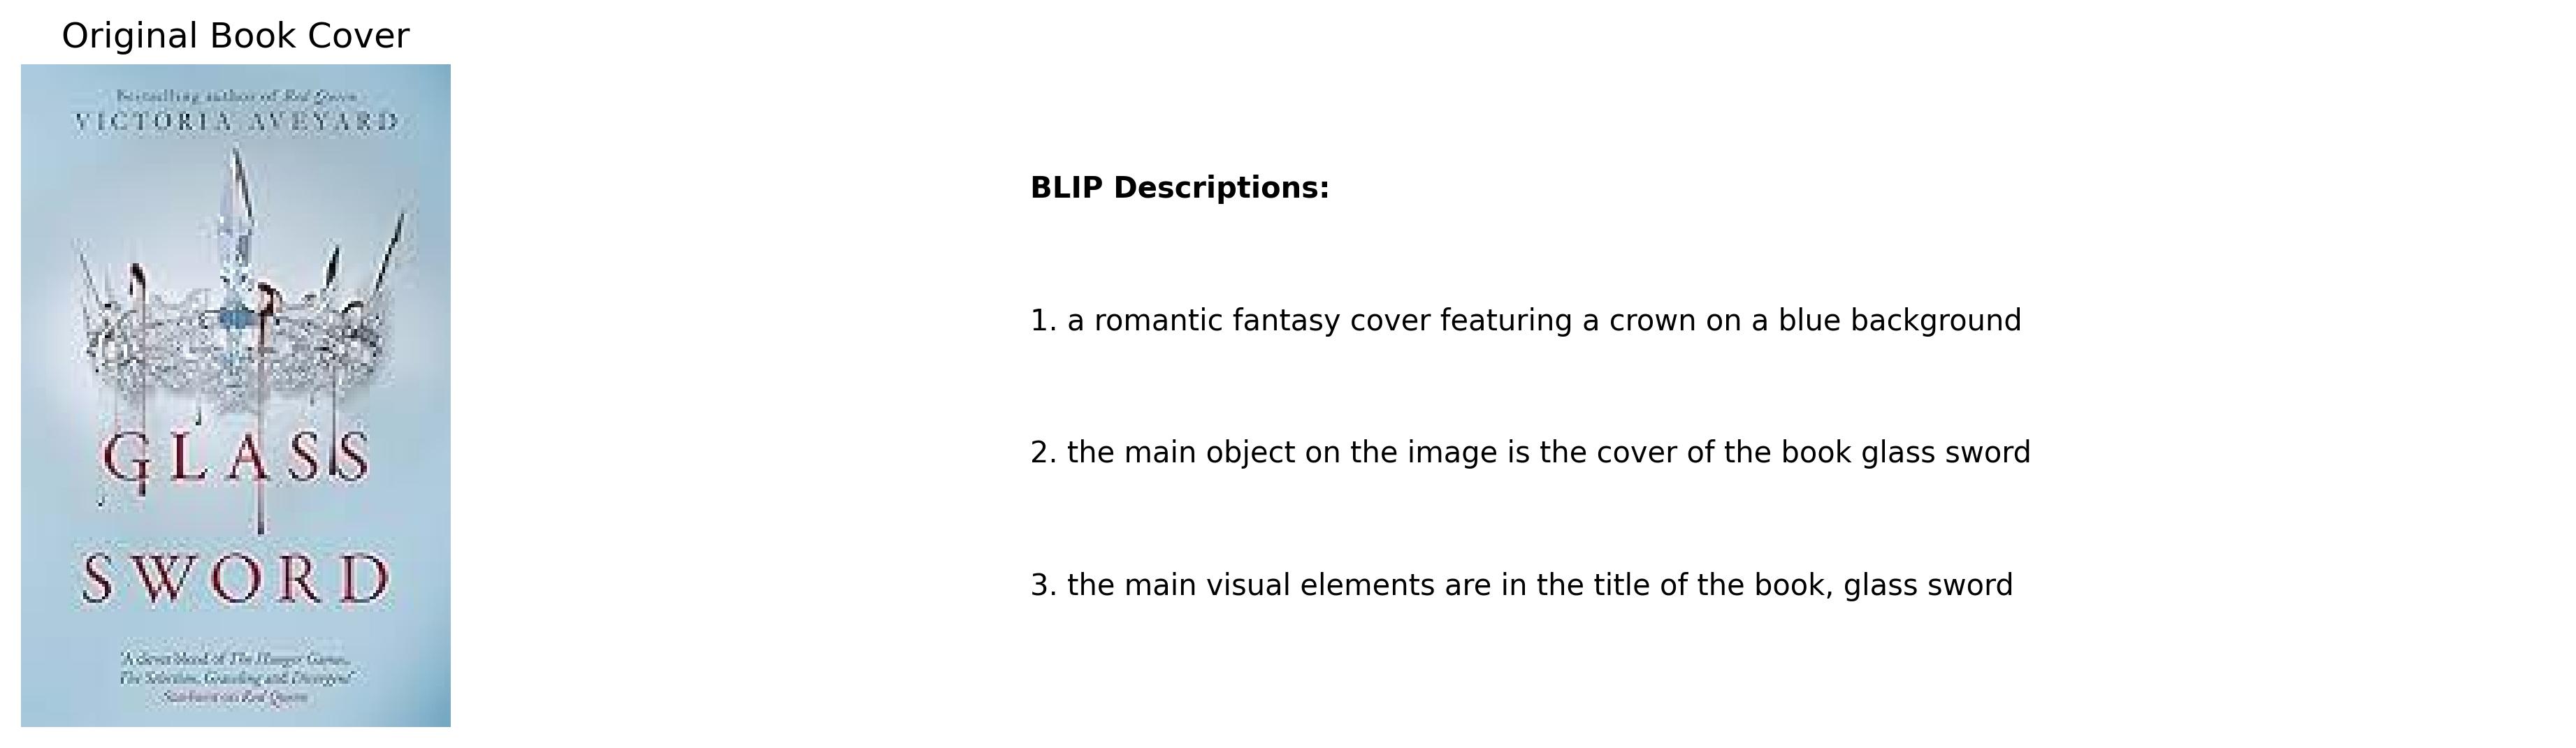 Original Book Cover
Bestselling author of Red Queen
VICTORIA AVEYARD
GLASS
SWORD
'A clever blend of The Hunger Games,
The Selection, Graceling and Divergent'
on Red Queen
BLIP Descriptions:
1. a romantic fantasy cover featuring a crown on a blue background
2. the main object on the image is the cover of the book glass sword
3. the main visual elements are in the title of the book, glass sword